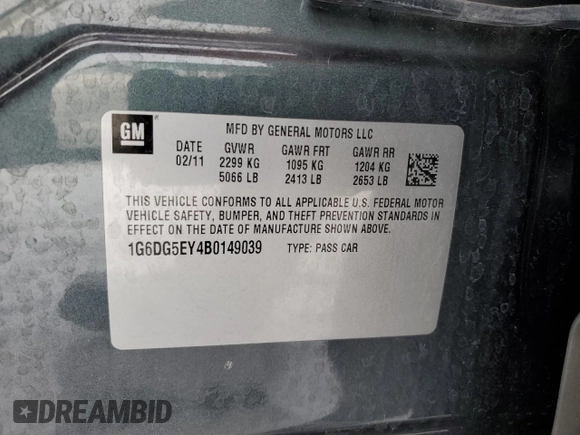 GM
MFD BY GENERAL MOTORS LLC
DATE GVWR GAWR FRT GAWR RR
02/11 2299 KG 1095 KG 1204 KG
5066 LB 2413 LB 2653 LB
THIS VEHICLE CONFORMS TO ALL APPLICABLE U.S. FEDERAL MOTOR
VEHICLE SAFETY, BUMPER, AND THEFT PREVENTION STANDARDS IN
EFFECT ON THE DATE OF MANUFACTURE SHOWN ABOVE.
1G6DG5EY4B0149039 TYPE: PASS CAR
DREAMBID